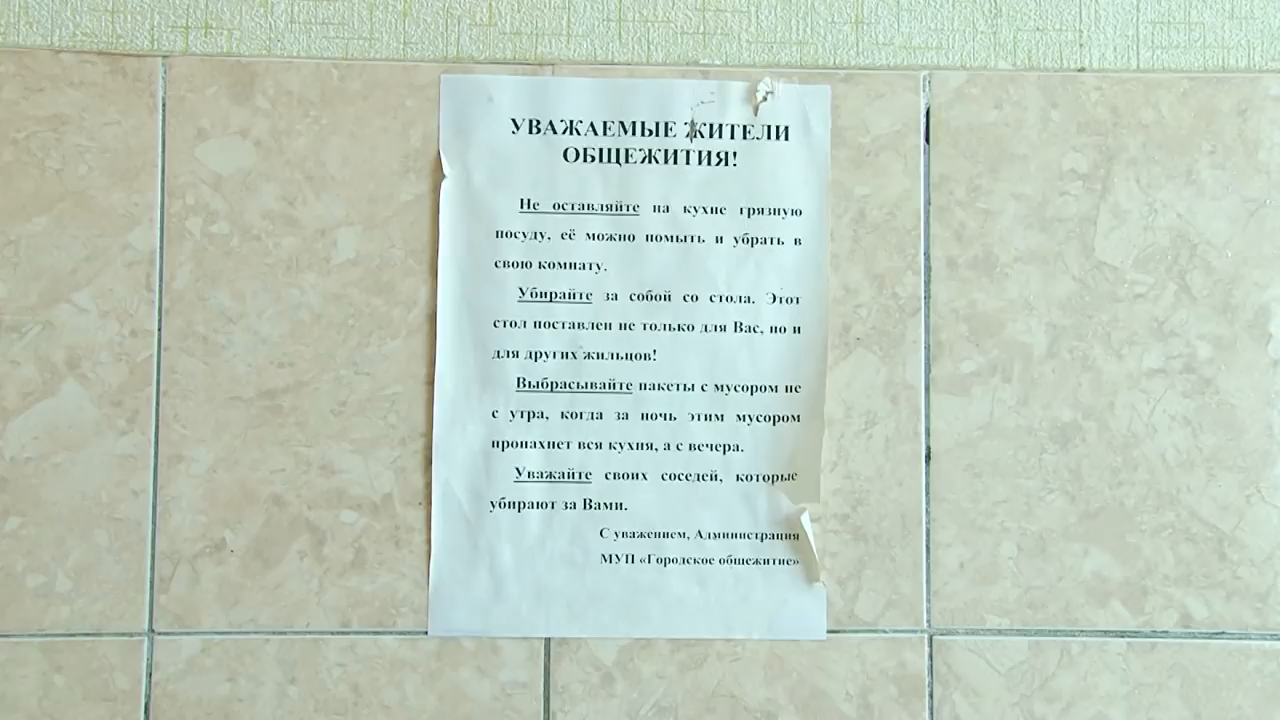 УВАЖАЕМЫЕ ЖИТЕЛИ
ОБЩЕЖИТИЯ!
Не оставляйте на кухне грязную
посуду, её можно помыть и убрать в
свою комнату.
Убирайте за собой со стола. Этот
стол поставлен не только для Вас, но и
для других жильцов!
Выбрасывайте пакеты с мусором не
с утра, когда за ночь этим мусором
пропахнет вся кухня, а с вечера.
Уважайте своих соседей, которые
убирают за Вами.
С уважением, Администрация
МУП «Городское общежитие»